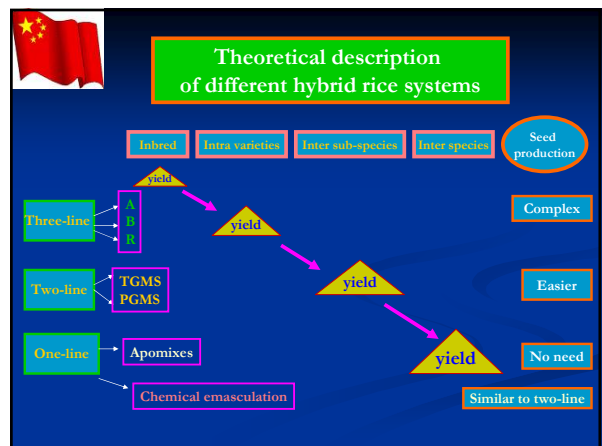 Theoretical description
of different hybrid rice systems
Inbred
Intra varieties
Inter sub-species
Inter species
Seed
production
yield
Three-line
A
B
R
yield
Complex
Two-line
TGMS
PGMS
yield
Easier
One-line
Apomixes
yield
No need
Chemical emasculation
Similar to two-line